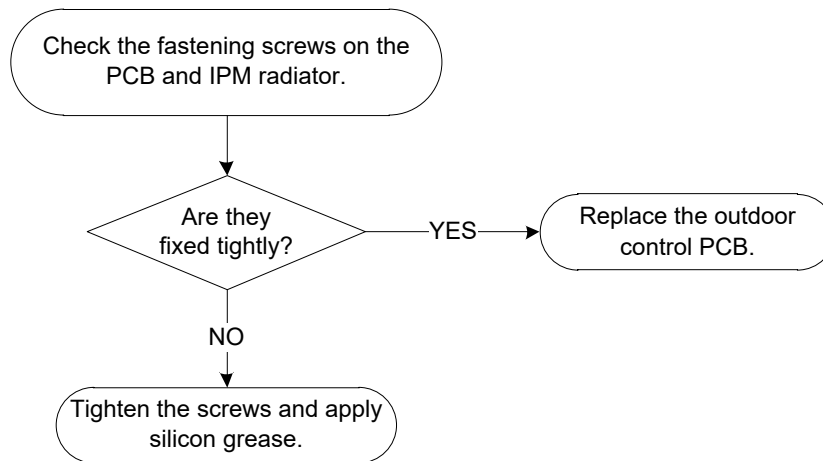 Check the fastening screws on the
PCB and IPM radiator.
Are they
fixed tightly?
YES
Replace the outdoor
control PCB.
NO
Tighten the screws and apply
silicon grease.